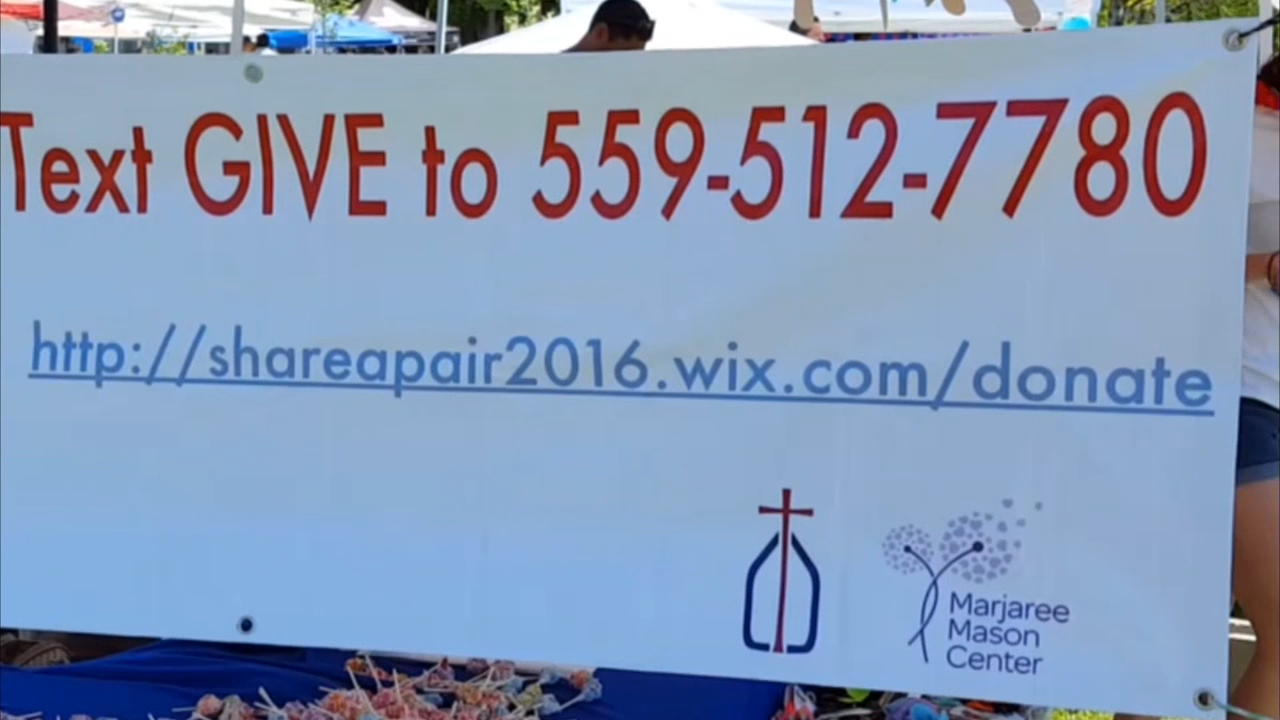 Text GIVE to 559-512-7780
http://shareapair2016.wix.com/donate
Marjaree
Mason
Center